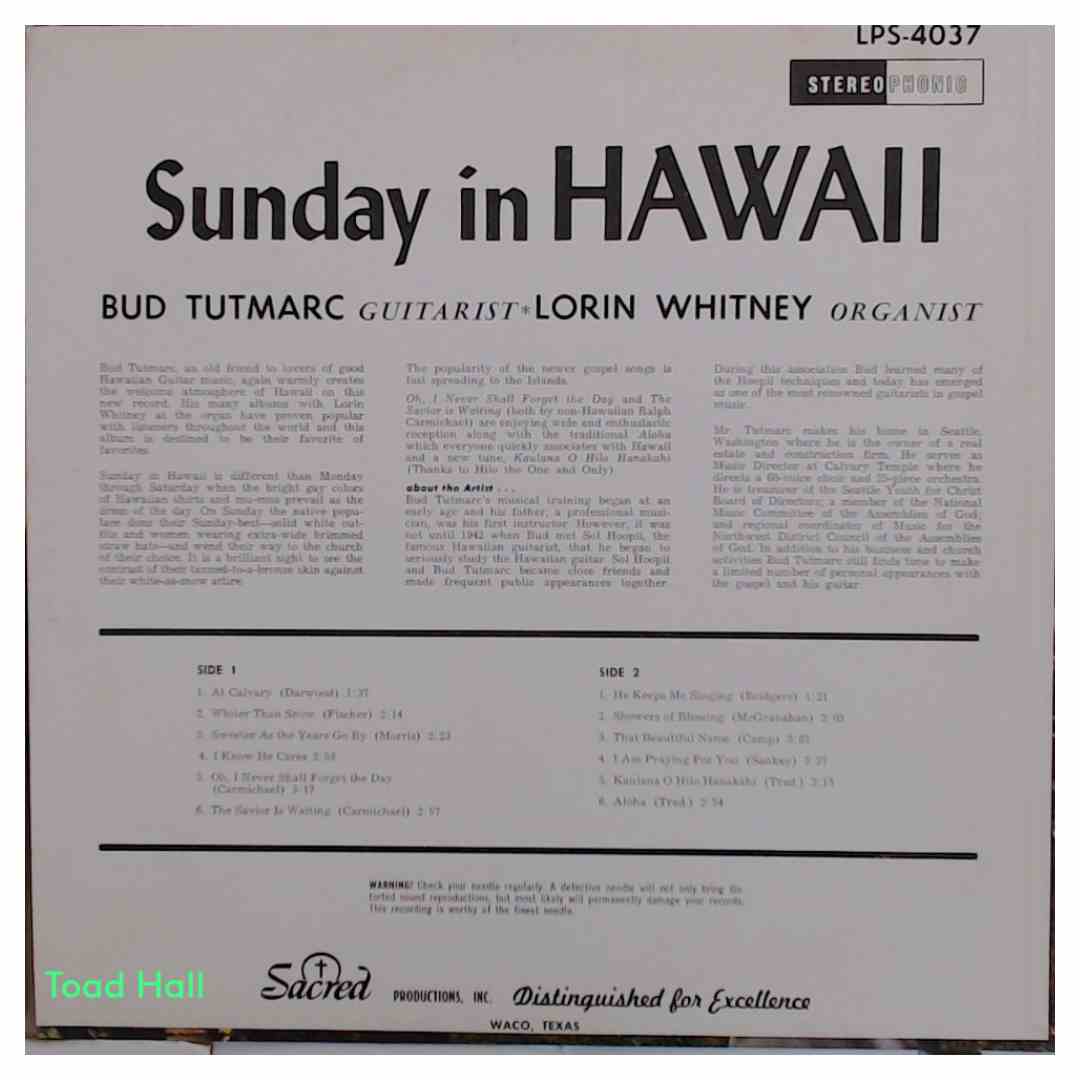 LPS-4037
STEREOPHONIC
Sunday in HAWAII
BUD TUTMARC GUITARIST*LORIN WHITNEY ORGANIST
Bud Tutmarc, an old friend to lovers of good
Hawaiian Guitar music, again warmly creates
the welcome atmosphere of Hawaii on this
new record. His many albums with Lorin
Whitney at the organ have proven popular
with listeners throughout the world and this
album is destined to be their favorite of
favorites.
Sunday in Hawaii is different than Monday
through Saturday when the bright gay colors
of Hawaiian shirts and mu-mus prevail as the
dress of the day. On Sunday the native popu-
lace dons their Sunday-best—solid white out-
fits and women wearing extra-wide brimmed
straw hats—and wend their way to the church
of their choice. It is a brilliant sight to see the
contrast of their tanned-to-a-bronze skin against
their white-as-snow attire.
The popularity of the newer gospel songs is
fast spreading to the Islands.
Oh, I Never Shall Forget the Day and The
Savior is Waiting (both by non-Hawaiian Ralph
Carmichael) are enjoying wide and enthusiastic
reception along with the traditional Aloha
which everyone quickly associates with Hawaii
and a new tune, Kaulana O Hilo Hanakahi
(Thanks to Hilo the One and Only).
about the Artist . . .
Bud Tutmarc's musical training began at an
early age and his father, a professional musi-
cian, was his first instructor. However, it was
not until 1942 when Bud met Sol Hoopii, the
famous Hawaiian guitarist, that he began to
seriously study the Hawaiian guitar. Sol Hoopii
and Bud Tutmarc became close friends and
made frequent public appearances together.
During this association Bud learned many of
the Hoopii techniques and today has emerged
as one of the most renowned guitarists in gospel
music.
Mr. Tutmarc makes his home in Seattle,
Washington where he is the owner of a real
estate and construction firm. He serves as
Music Director at Calvary Temple where he
directs a 60-voice choir and 25-piece orchestra.
He is treasurer of the Seattle Youth for Christ
Board of Directors; a member of the National
Music Committee of the Assemblies of God
and regional coordinator of Music for the
Northwest District Council of the Assemblies
of God. In addition to his business and church
activities Bud Tutmarc still finds time to make
a limited number of personal appearances with
the gospel and his guitar.
SIDE 1
1. At Calvary (Darwood) 1:37
2. Whiter Than Snow (Fischer) 2:14
3. Sweeter As the Years Go By (Morris) 2:23
4. I Know He Cares
5. Oh, I Never Shall Forget the Day
(Carmichael) 3:17
6. The Savior Is Waiting (Carmichael) 2:57
SIDE 2
1. He Keeps Me Singing (Bridgers) 1:21
2. Showers of Blessing (McGranahan)
3. That Beautiful Name (Camp)
4. I Am Praying For You (Sankey)
5. Kaulana O Hilo Hanakahi (Trad.) 2:15
6. Aloha (Trad.) 2:54
WARNING! Check your needle regularly. A defective needle will not only bring dis-
torted sound reproductions, but most likely will permanently damage your records.
This recording is worthy of the finest needle.
Toad Hall
Sacred PRODUCTIONS, INC. Distinguished for Excellence
WACO, TEXAS